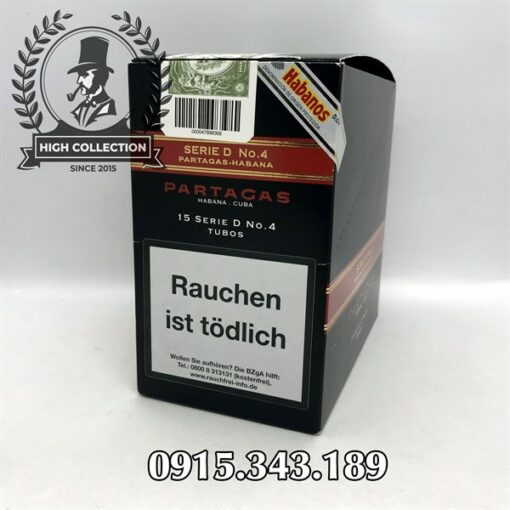 HIGH COLLECTION
SINCE 2015
Habanos
D.O.P.
000047898068
SERIE D No.4
PARTAGAS-HABANA
PARTAGAS
HABANA . CUBA
15 SERIE D No.4
TUBOS
Rauchen
ist tödlich
Wollen Sie aufhören? Die BZgA hilft:
Tel.: 0800 8 313131 (kostenfrei),
www.rauchfrei-info.de
0915.343.189